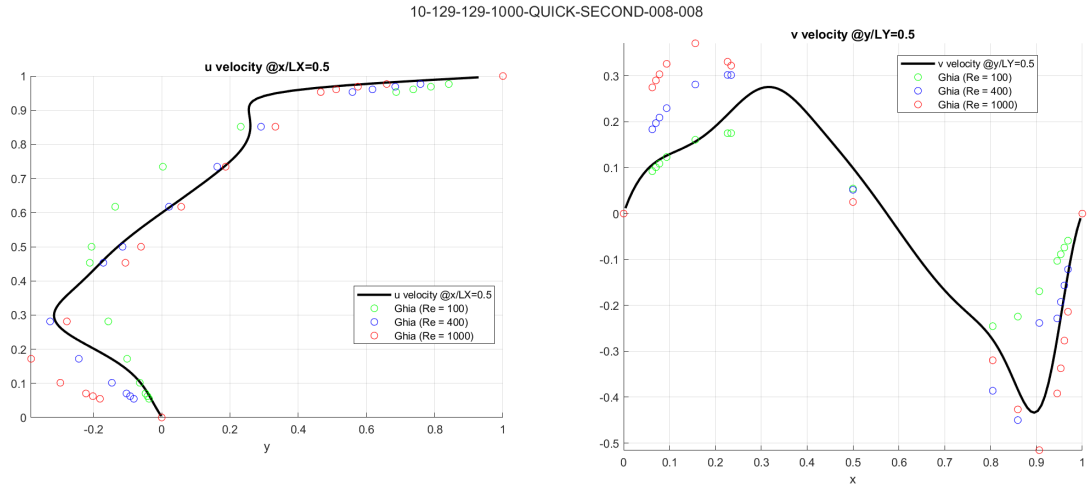 10-129-129-1000-QUICK-SECOND-008-008
u velocity @x/LX=0.5
1
0.9
0.8
0.7
0.6
0.5
0.4
0.3
0.2
0.1
0
-0.2
0
0.2
0.4
0.6
0.8
1
y
u velocity @x/LX=0.5
Ghia (Re = 100)
Ghia (Re = 400)
Ghia (Re = 1000)
v velocity @y/LY=0.5
0.3
0.2
0.1
0
-0.1
-0.2
-0.3
-0.4
-0.5
0
0.1
0.2
0.3
0.4
0.5
0.6
0.7
0.8
0.9
1
x
v velocity @y/LY=0.5
Ghia (Re = 100)
Ghia (Re = 400)
Ghia (Re = 1000)